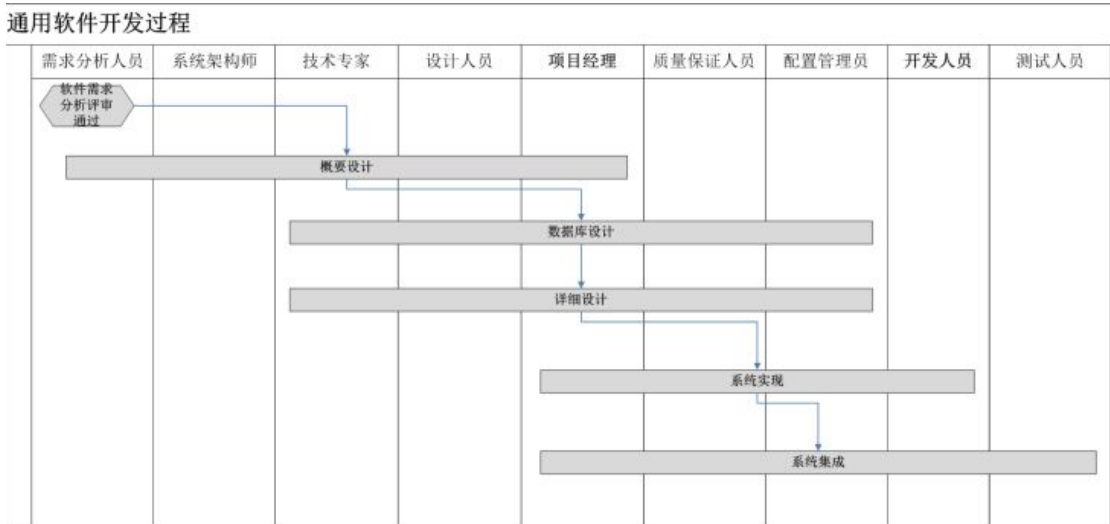 通用软件开发过程
需求分析人员 系统架构师 技术专家 设计人员 项目经理 质量保证人员 配置管理员 开发人员 测试人员
软件需求
分析评审
通过
概要设计
数据库设计
详细设计
系统实现
系统集成